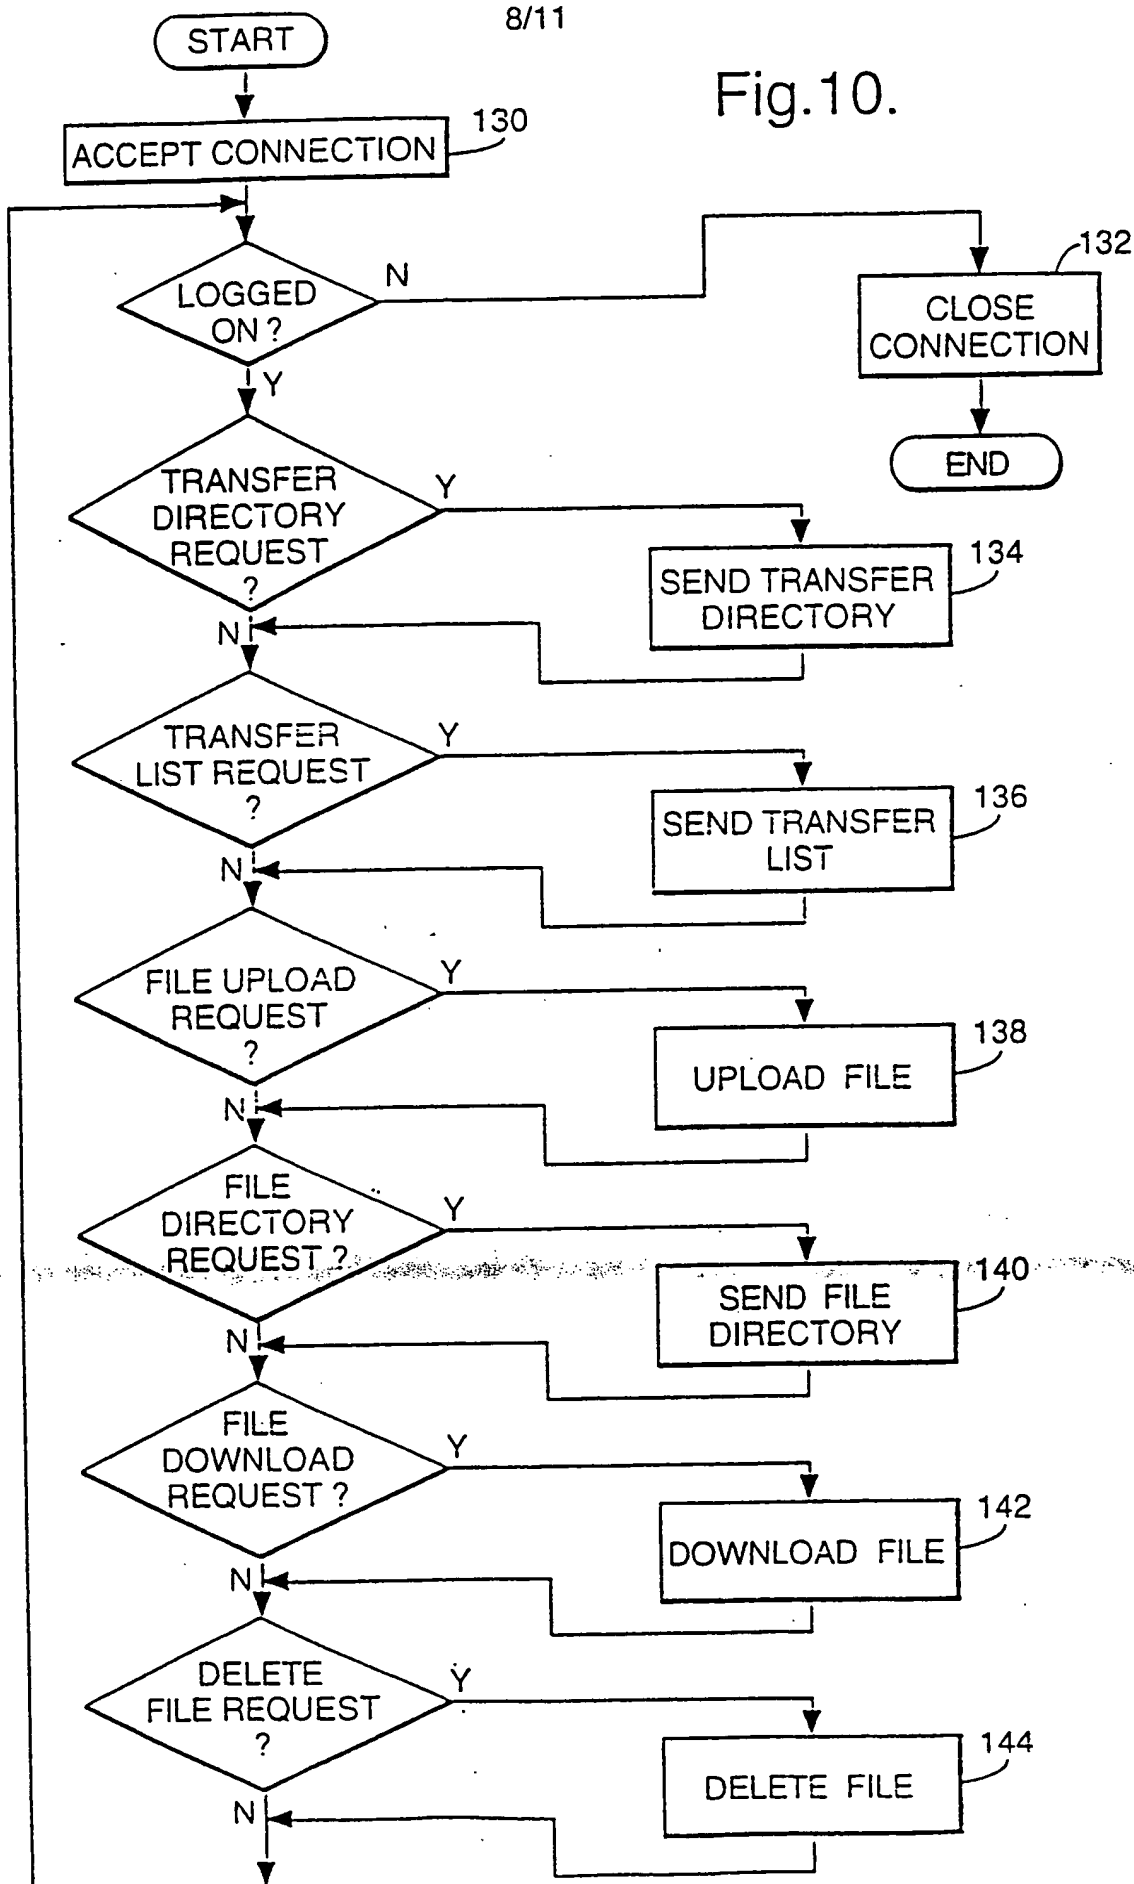 8/11
START
Fig.10.
ACCEPT CONNECTION
130
LOGGED
ON ?
N
Y
132
CLOSE
CONNECTION
END
TRANSFER
DIRECTORY
REQUEST
?
Y
N
134
SEND TRANSFER
DIRECTORY
TRANSFER
LIST REQUEST
?
Y
N
136
SEND TRANSFER
LIST
FILE UPLOAD
REQUEST
?
Y
N
138
UPLOAD FILE
FILE
DIRECTORY
REQUEST ?
Y
N
140
SEND FILE
DIRECTORY
FILE
DOWNLOAD
REQUEST ?
Y
N
142
DOWNLOAD FILE
DELETE
FILE REQUEST
?
Y
N
144
DELETE FILE